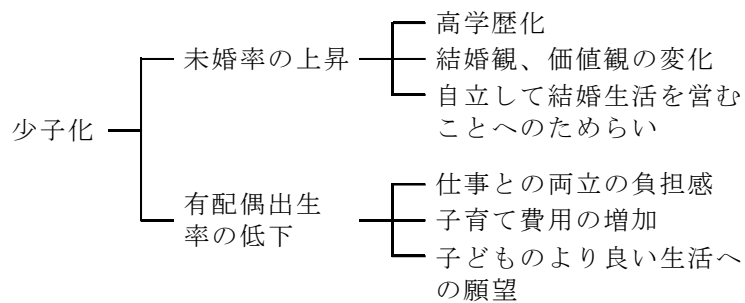 少子化
未婚率の上昇
高学歴化
結婚観、価値観の変化
自立して結婚生活を営む
ことへのためらい
有配偶出生
率の低下
仕事との両立の負担感
子育て費用の増加
子どものより良い生活へ
の願望